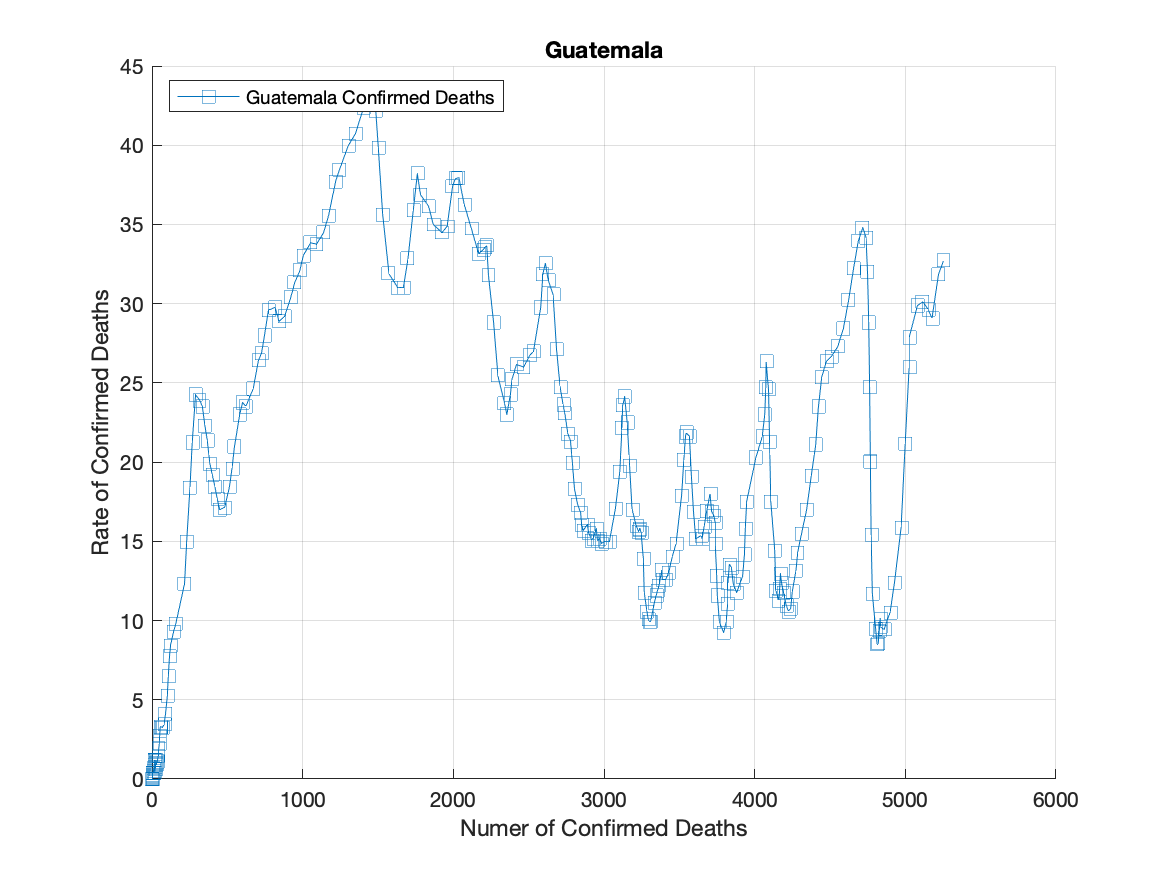 Guatemala
45
Guatemala Confirmed Deaths
40
35
30
25
20
15
10
5
0
Rate of Confirmed Deaths
0 1000 2000 3000 4000 5000 6000
Numer of Confirmed Deaths